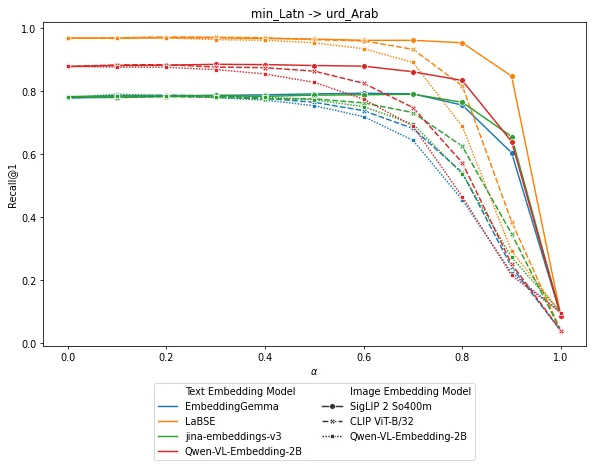 min_Latn -> urd_Arab
Recall@1
1.0
0.8
0.6
0.4
0.2
0.0
0.0 0.2 0.4 0.6 0.8 1.0
α
Text Embedding Model
EmbeddingGemma
LaBSE
jina-embeddings-v3
Qwen-VL-Embedding-2B
Image Embedding Model
SigLIP 2 So400m
CLIP ViT-B/32
Qwen-VL-Embedding-2B